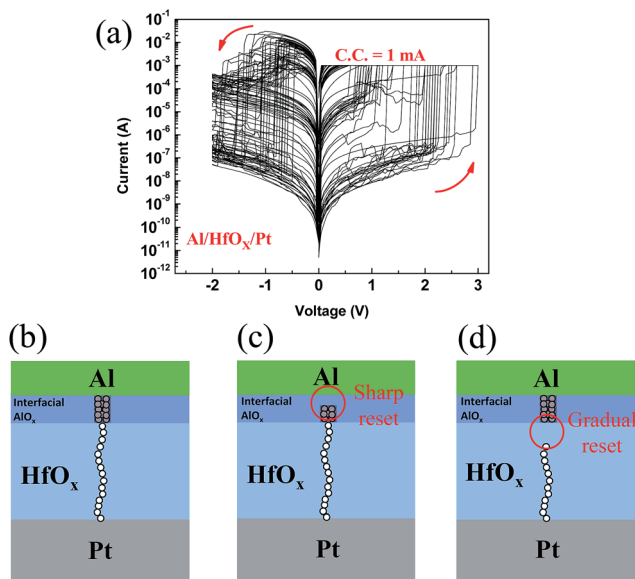 (a)
C.C. = 1 mA
Al/HfOX/Pt
Current (A)
10-1
10-2
10-3
10-4
10-5
10-6
10-7
10-8
10-9
10-10
10-11
10-12
-2 -1 0 1 2 3
Voltage (V)
(b)
Al
Interfacial
AlOx
HfOx
Pt
(c)
Al
Interfacial
AlOx
Sharp
reset
HfOx
Pt
(d)
Al
Interfacial
AlOx
Gradual
reset
HfOx
Pt